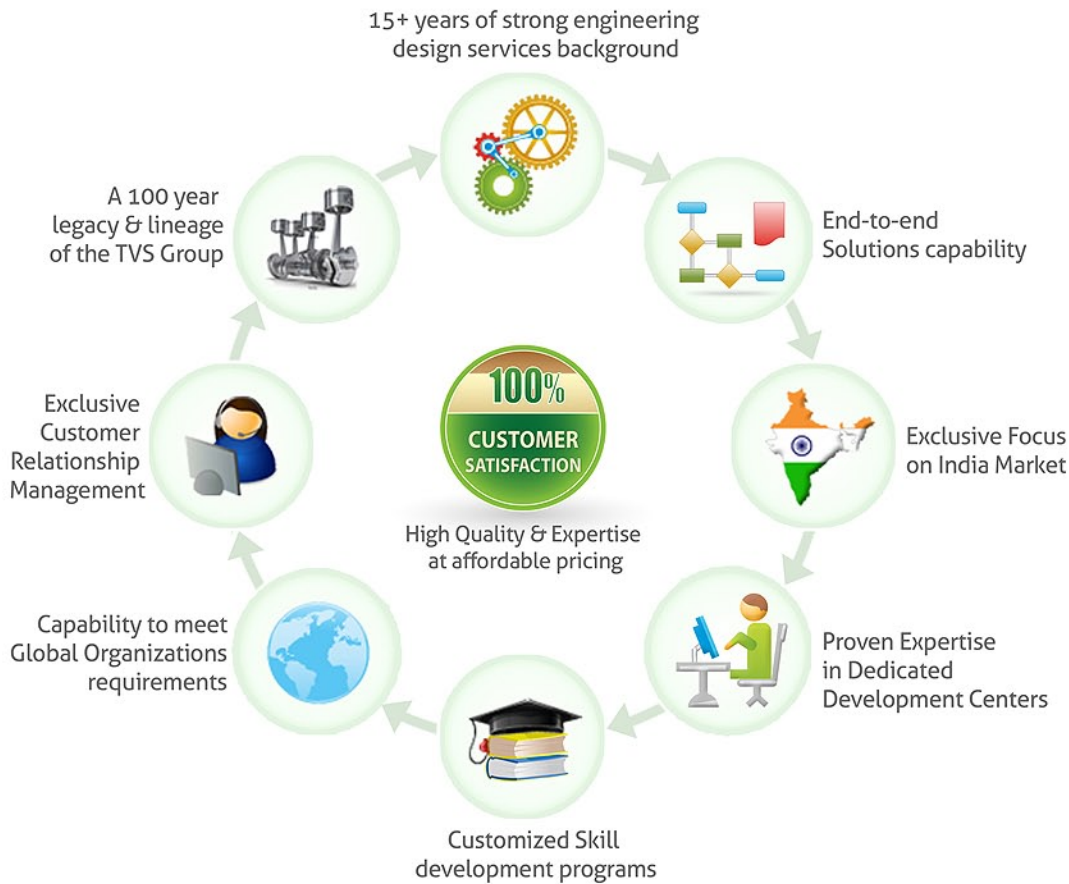 15+ years of strong engineering
design services background
End-to-end
Solutions capability
Exclusive Focus
on India Market
Proven Expertise
in Dedicated
Development Centers
Customized Skill
development programs
Capability to meet
Global Organizations
requirements
Exclusive
Customer
Relationship
Management
A 100 year
legacy & lineage
of the TVS Group
100%
CUSTOMER
SATISFACTION
High Quality & Expertise
at affordable pricing